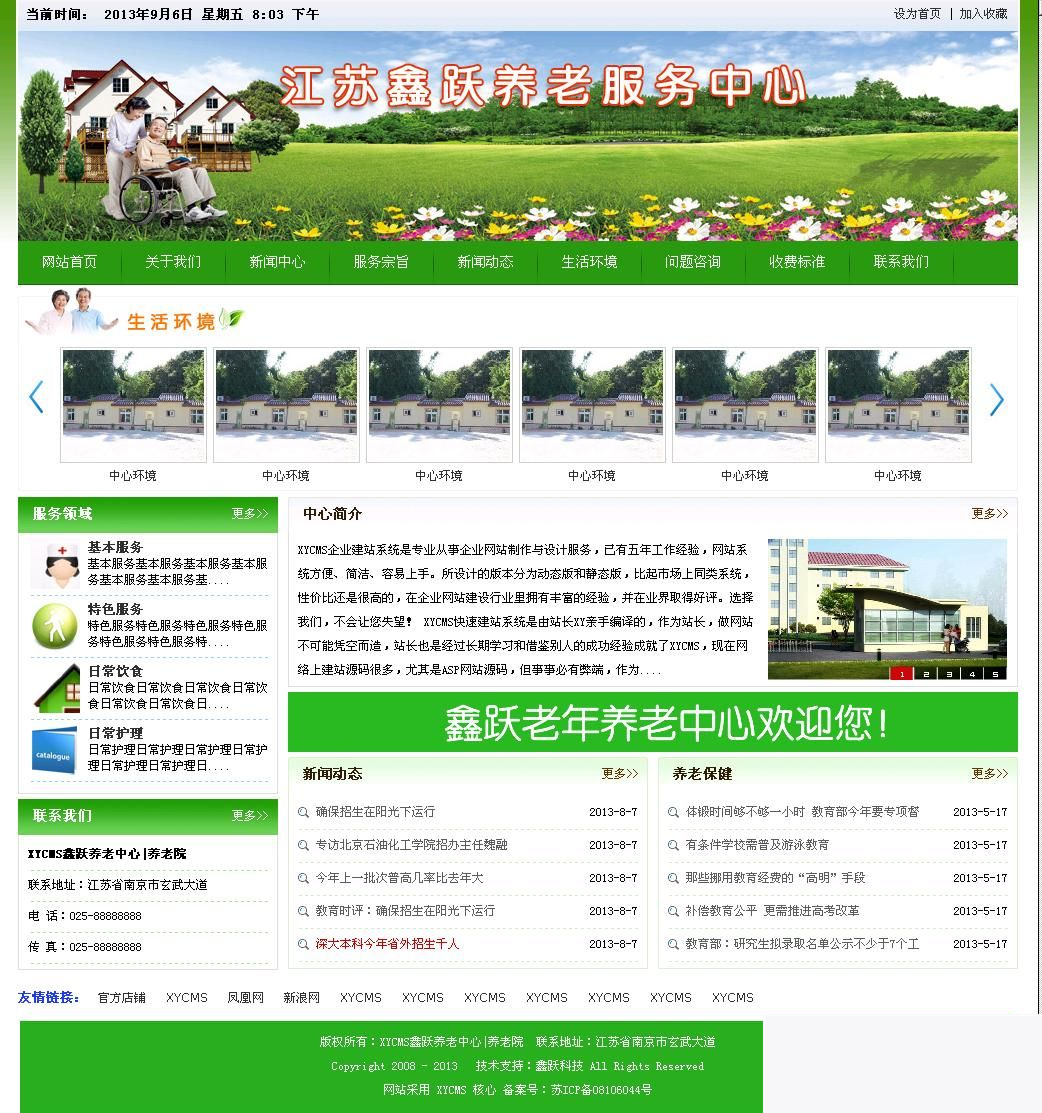 当前时间： 2013年9月6日 星期五 8:03 下午
设为首页 | 加入收藏
江苏鑫跃养老服务中心
网站首页 关于我们 新闻中心 服务宗旨 新闻动态 生活环境 问题咨询 收费标准 联系我们
生活环境
中心环境 中心环境 中心环境 中心环境 中心环境 中心环境
服务领域 更多>>
基本服务
基本服务基本服务基本服务基本服
务基本服务基本服务基....
特色服务
特色服务特色服务特色服务特色服
务特色服务特色服务特....
日常饮食
日常饮食日常饮食日常饮食日常饮
食日常饮食日常饮食日....
catalogue
日常护理
日常护理日常护理日常护理日常护
理日常护理日常护理日....
联系我们 更多>>
XYCMS鑫跃养老中心|养老院
联系地址：江苏省南京市玄武大道
电 话：025-88888888
传 真：025-88888888
中心简介 更多>>
XYCMS企业建站系统是专业从事企业网站制作与设计服务，已有五年工作经验，网站系
统方便、简洁、容易上手。所设计的版本分为动态版和静态版，比起市场上同类系统，
性价比还是很高的，在企业网站建设行业里拥有丰富的经验，并在业界取得好评。选择
我们，不会让您失望！ XYCMS快速建站系统是由站长XY亲手编译的，作为站长，做网站
不可能凭空而造，站长也是经过长期学习和借鉴别人的成功经验成就了XYCMS，现在网
络上建站源码很多，尤其是ASP网站源码，但事事必有弊端，作为....
1 2 3 4 5
鑫跃老年养老中心欢迎您！
新闻动态 更多>>
确保招生在阳光下运行 2013-8-7
专访北京石油化工学院招办主任魏融 2013-8-7
今年上一批次普高几率比去年大 2013-8-7
教育时评：确保招生在阳光下运行 2013-8-7
深大本科今年省外招生千人 2013-8-7
养老保健 更多>>
体锻时间够不够一小时 教育部今年要专项督 2013-5-17
有条件学校需普及游泳教育 2013-5-17
那些挪用教育经费的“高明”手段 2013-5-17
补偿教育公平 更需推进高考改革 2013-5-17
教育部：研究生拟录取名单公示不少于7个工 2013-5-17
友情链接： 官方店铺 XYCMS 凤凰网 新浪网 XYCMS XYCMS XYCMS XYCMS XYCMS XYCMS XYCMS
版权所有：XYCMS鑫跃养老中心|养老院 联系地址：江苏省南京市玄武大道
Copyright 2008 - 2013 技术支持：鑫跃科技 All Rights Reserved
网站采用 XYCMS 核心 备案号：苏ICP备08106044号